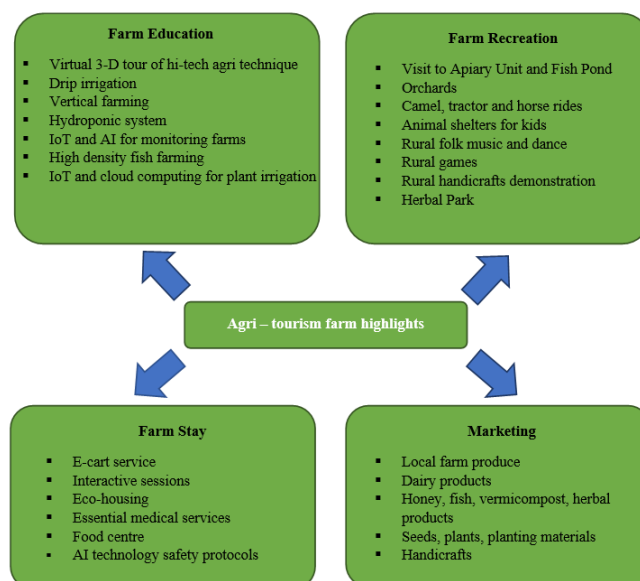 Farm Education
Virtual 3-D tour of hi-tech agri technique
Drip irrigation
Vertical farming
Hydroponic system
IoT and AI for monitoring farms
High density fish farming
IoT and cloud computing for plant irrigation
Farm Recreation
Visit to Apiary Unit and Fish Pond
Orchards
Camel, tractor and horse rides
Animal shelters for kids
Rural folk music and dance
Rural games
Rural handicrafts demonstration
Herbal Park
Agri – tourism farm highlights
Farm Stay
E-cart service
Interactive sessions
Eco-housing
Essential medical services
Food centre
AI technology safety protocols
Marketing
Local farm produce
Dairy products
Honey, fish, vermicompost, herbal
products
Seeds, plants, planting materials
Handicrafts